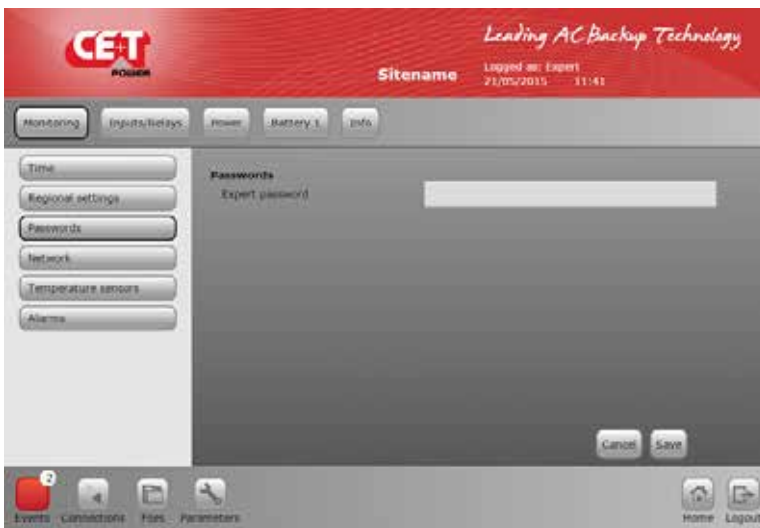 CE+T
POWER
Leading AC Backup Technology
Sitename
Logged as: Expert
21/05/2015 11:41
Monitoring
Inputs/Relays
Power
Battery 1
Info
Time
Regional settings
Passwords
Network
Temperature sensors
Alarms
Passwords
Expert password
Cancel
Save
2
Events
Connections
Files
Parameters
Home
Logout